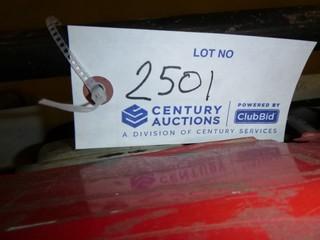 LOT NO
2501
CENTURY AUCTIONS
POWERED BY
ClubBid
A DIVISION OF CENTURY SERVICES